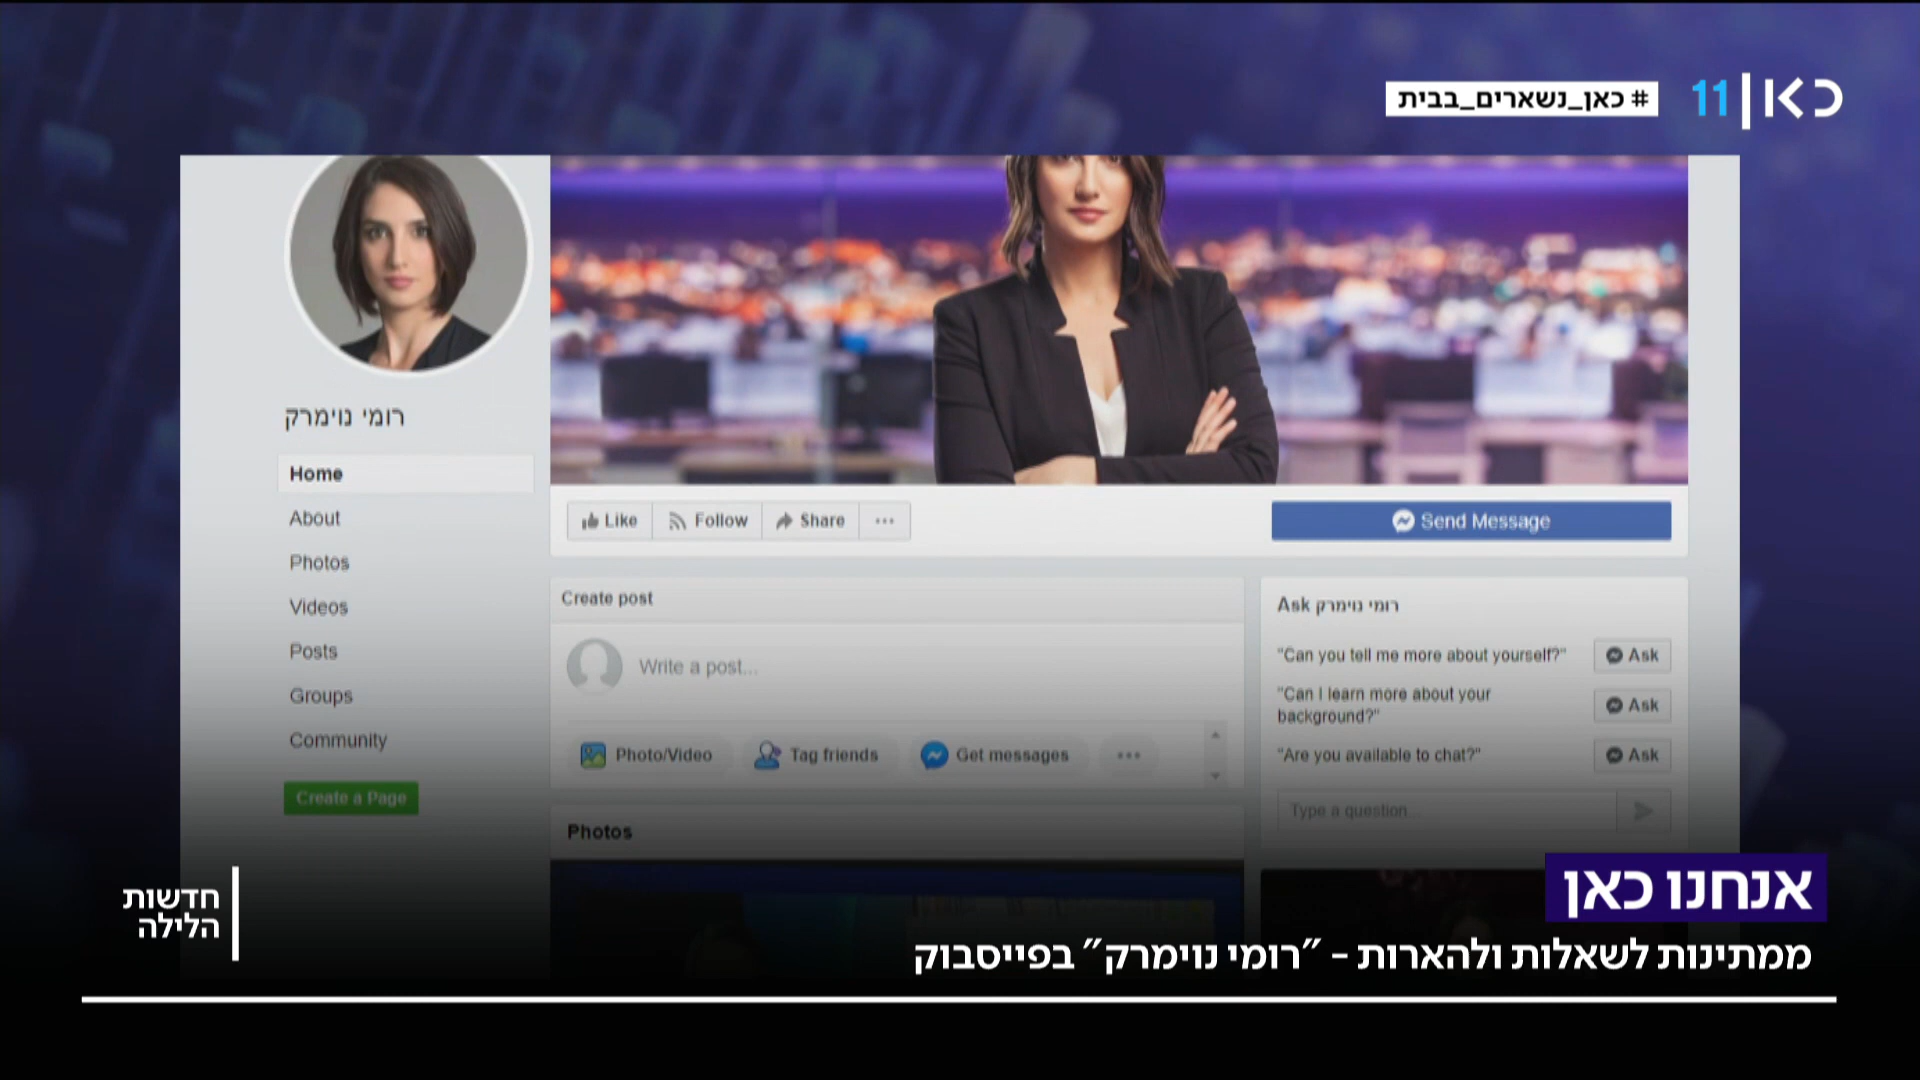 # כאן_נשארים_בבית
כאן | 11
רומי נוימרק
Home
About
Photos
Videos
Posts
Groups
Community
Create a Page
Like
Follow
Share
...
Send Message
Create post
Write a post...
Photo/Video
Tag friends
Get messages
...
Photos
Ask רומי נוימרק
"Can you tell me more about yourself?"
Ask
"Can I learn more about your
background?"
Ask
"Are you available to chat?"
Ask
Type a question...
אנחנו כאן
ממתינות לשאלות ולהארות - "רומי נוימרק" בפייסבוק
חדשות
הלילה